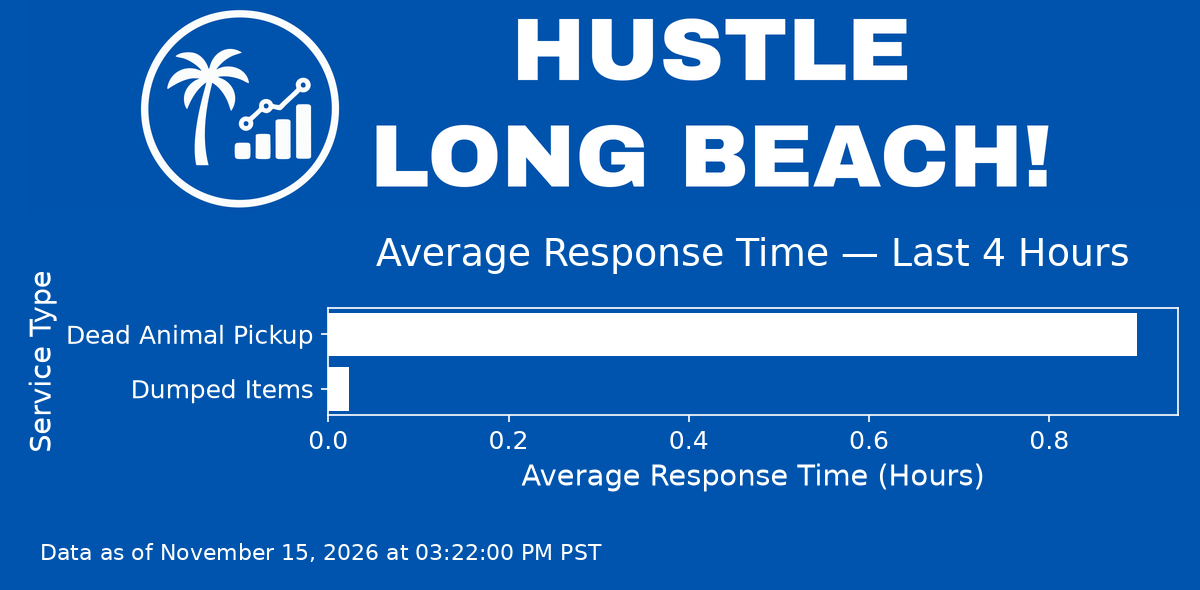 HUSTLE
LONG BEACH!
Average Response Time — Last 4 Hours
Service Type
Dead Animal Pickup
Dumped Items
0.0 0.2 0.4 0.6 0.8
Average Response Time (Hours)
Data as of November 15, 2026 at 03:22:00 PM PST